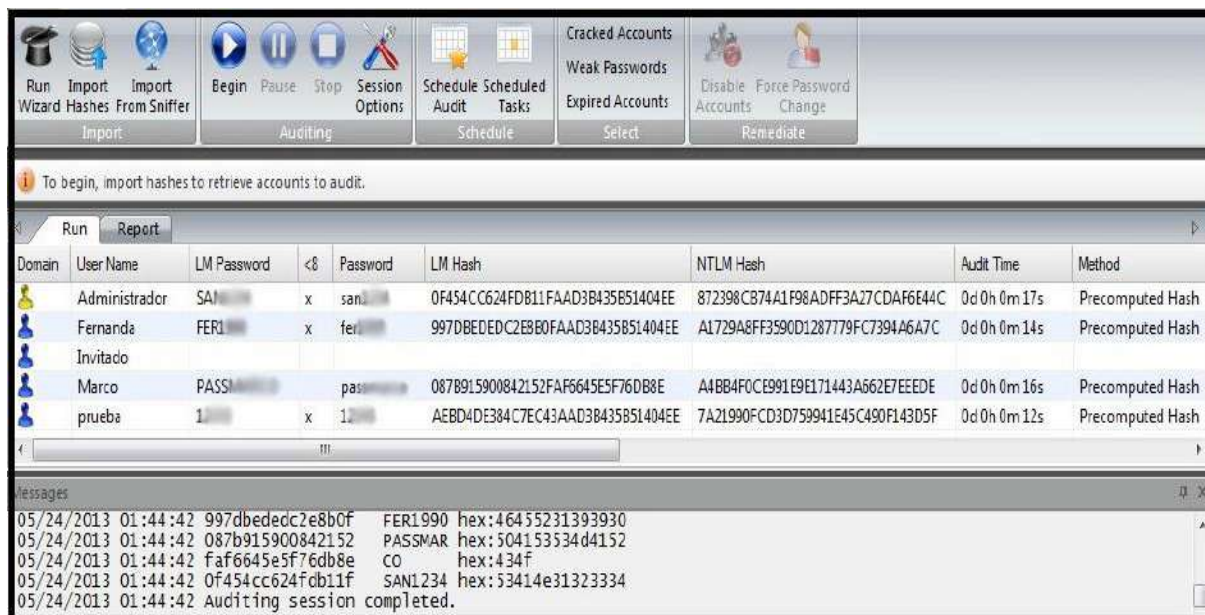 Cracked Accounts
Weak Passwords
Expired Accounts
Run Wizard
Import Hashes
Import From Sniffer
Begin
Pause
Stop
Session Options
Schedule Audit
Scheduled Tasks
Disable Accounts
Force Password Change
Import
Auditing
Schedule
Select
Remediate
To begin, import hashes to retrieve accounts to audit.
Run Report
Domain User Name LM Password <8 Password LM Hash NTLM Hash Audit Time Method
Administrador x 0F454CC624FDB11FAAD3B435B51404EE 872398CB74A1F98ADFF3A27CDAF6E44C 0d 0h 0m 17s Precomputed Hash
Fernanda x 997DBEDEDC2E8B0FAAD3B435B51404EE A1729A8FF3590D1287779FC7394A6A7C 0d 0h 0m 14s Precomputed Hash
Invitado
Marco 087B915900842152FAF6645E5F76DB8E A4BB4F0CE991E9E171443A662E7EEEDE 0d 0h 0m 16s Precomputed Hash
prueba x AEBD4DE384C7EC43AAD3B435B51404EE 7A21990FCD3D759941E45C490F143D5F 0d 0h 0m 12s Precomputed Hash
Messages
05/24/2013 01:44:42 997dbededc2e8b0f FER1990 hex:46455231393930
05/24/2013 01:44:42 087b915900842152 PASSMAR hex:504153534d4152
05/24/2013 01:44:42 faf6645e5f76db8e CO hex:434f
05/24/2013 01:44:42 0f454cc624fdb11f SAN1234 hex:53414e31323334
05/24/2013 01:44:42 Auditing session completed.